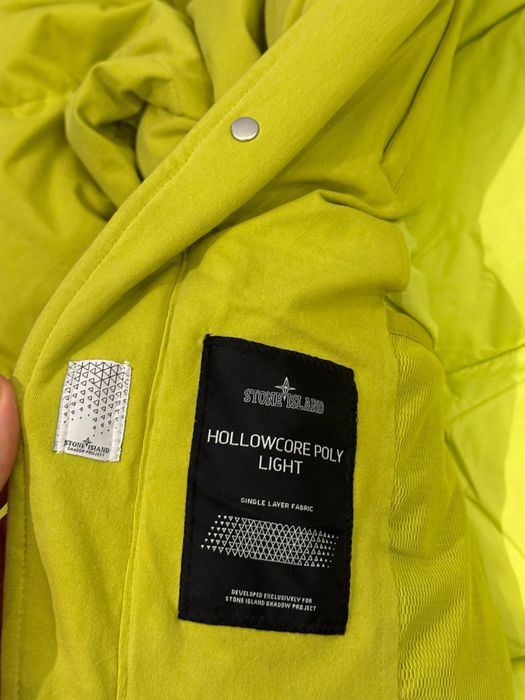 STONE ISLAND
SHADOW PROJECT
STONE ISLAND
HOLLOWCORE POLY
LIGHT
SINGLE LAYER FABRIC
DEVELOPED EXCLUSIVELY FOR
STONE ISLAND SHADOW PROJECT